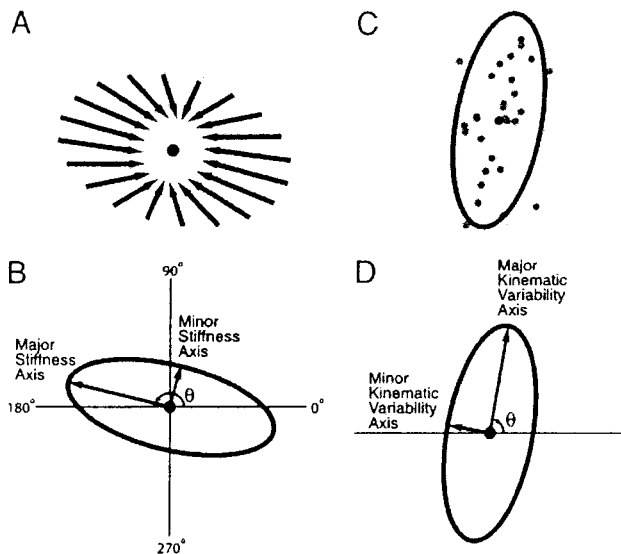 A
C
B
90°
Major
Stiffness
Axis
Minor
Stiffness
Axis
θ
180°
0°
270°
D
Major
Kinematic
Variability
Axis
Minor
Kinematic
Variability
Axis
θ